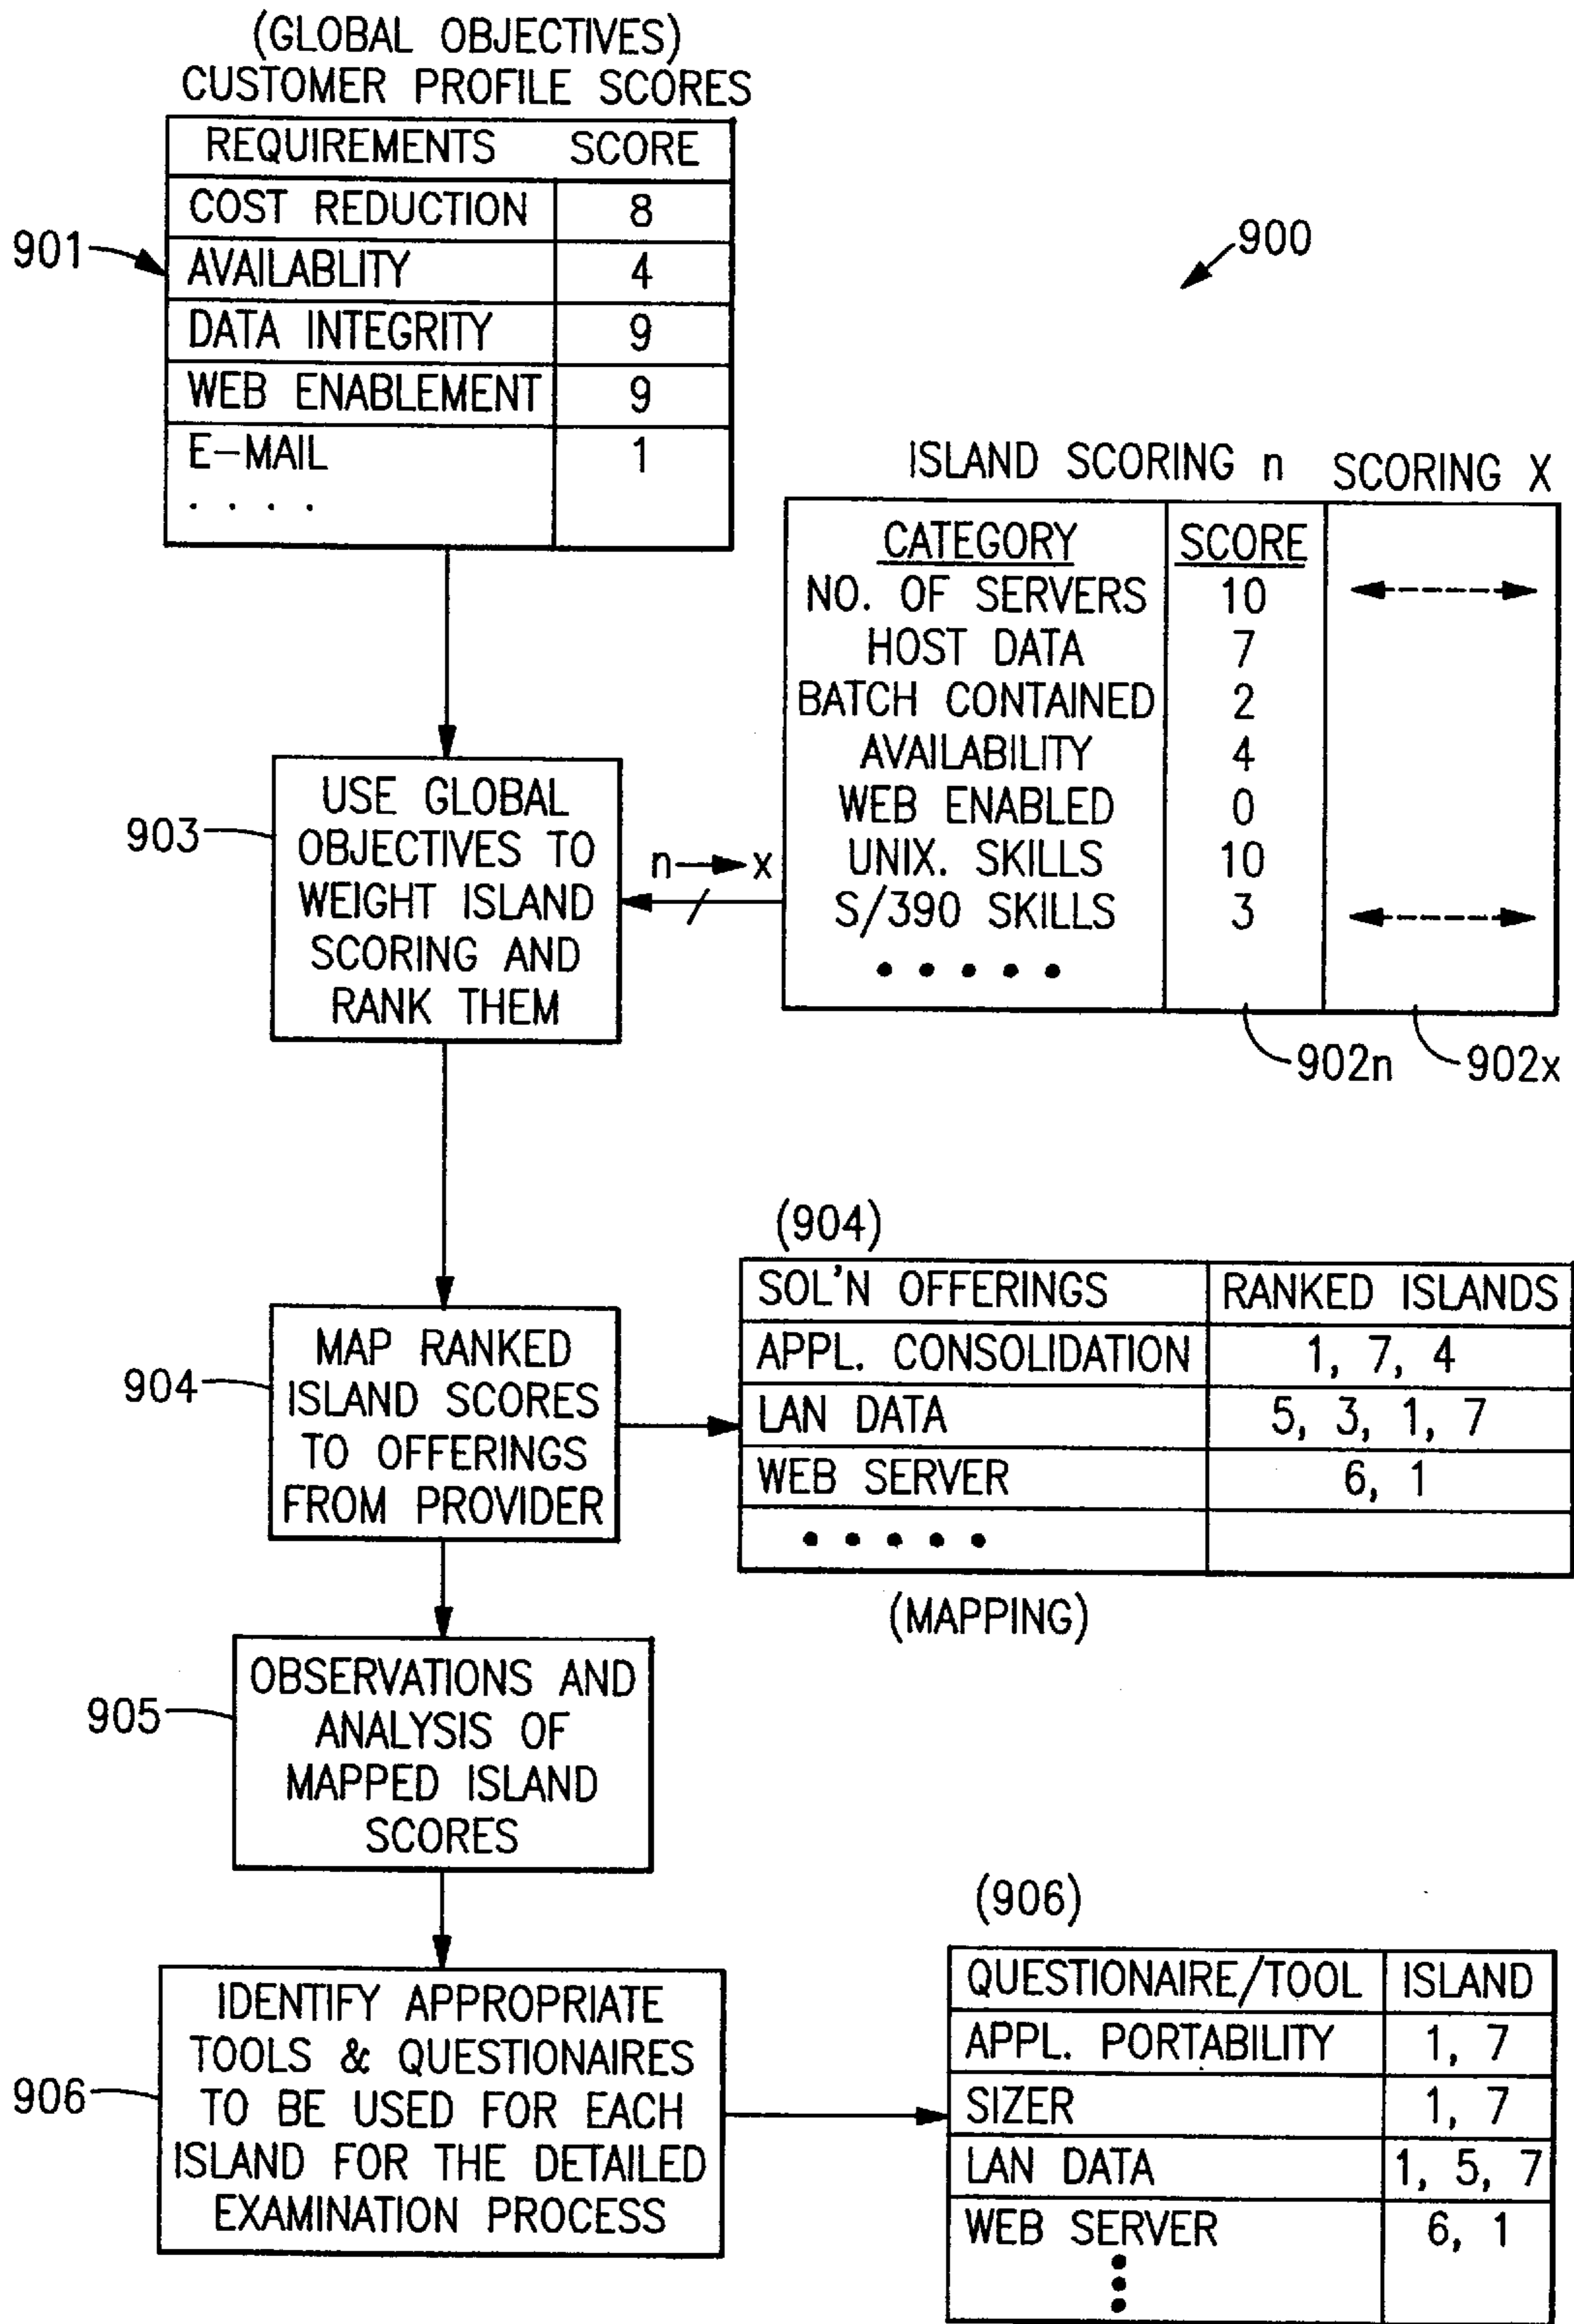 (GLOBAL OBJECTIVES)
CUSTOMER PROFILE SCORES
REQUIREMENTS SCORE
COST REDUCTION 8
AVAILABLITY 4
DATA INTEGRITY 9
WEB ENABLEMENT 9
E-MAIL 1
. . . .
901
900
ISLAND SCORING n SCORING X
CATEGORY SCORE
NO. OF SERVERS 10
HOST DATA 7
BATCH CONTAINED 2
AVAILABILITY 4
WEB ENABLED 0
UNIX. SKILLS 10
S/390 SKILLS 3
• • • • •
902n 902x
n x
903
USE GLOBAL
OBJECTIVES TO
WEIGHT ISLAND
SCORING AND
RANK THEM
904
MAP RANKED
ISLAND SCORES
TO OFFERINGS
FROM PROVIDER
(904)
SOL'N OFFERINGS RANKED ISLANDS
APPL. CONSOLIDATION 1, 7, 4
LAN DATA 5, 3, 1, 7
WEB SERVER 6, 1
• • • • •
(MAPPING)
905
OBSERVATIONS AND
ANALYSIS OF
MAPPED ISLAND
SCORES
906
IDENTIFY APPROPRIATE
TOOLS & QUESTIONAIRES
TO BE USED FOR EACH
ISLAND FOR THE DETAILED
EXAMINATION PROCESS
(906)
QUESTIONAIRE/TOOL ISLAND
APPL. PORTABILITY 1, 7
SIZER 1, 7
LAN DATA 1, 5, 7
WEB SERVER 6, 1